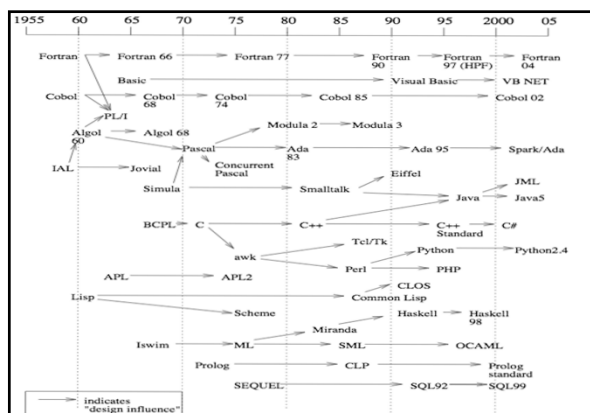 1955 60 65 70 75 80 85 90 95 2000 05
Fortran Fortran 66 Fortran 77 Fortran 90 Fortran 97 (HPF) Fortran 04
Basic Visual Basic VB NET
Cobol Cobol 68 Cobol 74 Cobol 85 Cobol 02
PL/I
Algol 60 Algol 68 Modula 2 Modula 3
Pascal Ada 83 Ada 95 Spark/Ada
IAL Jovial Concurrent Pascal
Simula Smalltalk Eiffel
Java JML
Java5
BCPL C C++ C++ Standard C#
awk Tcl/Tk Python Python2.4
Perl PHP
APL APL2
Lisp Common Lisp CLOS
Scheme Haskell Haskell 98
Miranda
Iswim ML SML OCAML
Prolog CLP Prolog standard
SEQUEL SQL92 SQL99
indicates
"design influence"